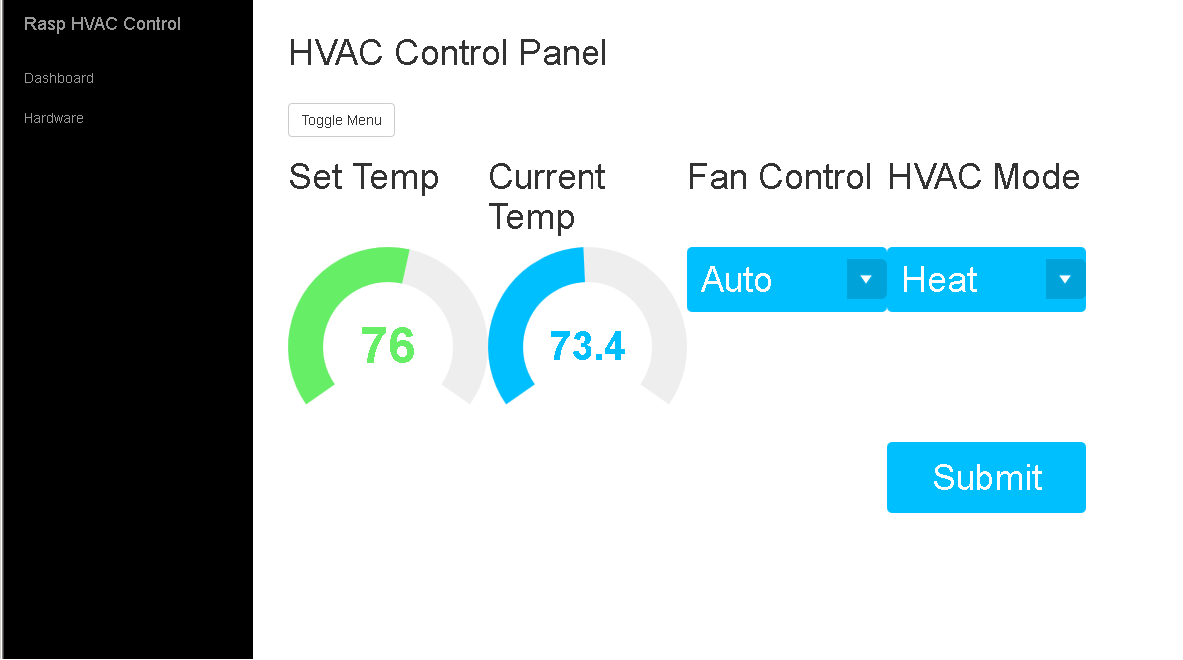 Rasp HVAC Control
Dashboard
Hardware
HVAC Control Panel
Toggle Menu
Set Temp
Current
Temp
Fan Control
HVAC Mode
76
73.4
Auto
Heat
Submit